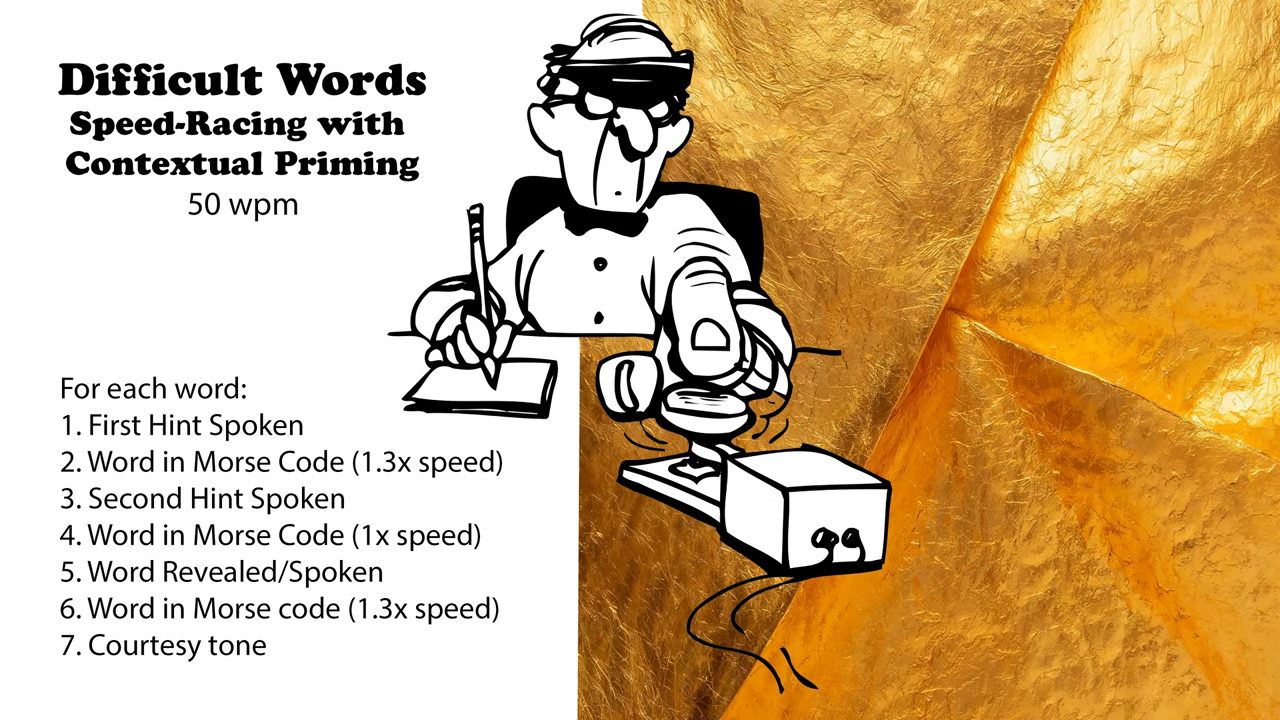 Difficult Words
Speed-Racing with
Contextual Priming
50 wpm
For each word:
1. First Hint Spoken
2. Word in Morse Code (1.3x speed)
3. Second Hint Spoken
4. Word in Morse Code (1x speed)
5. Word Revealed/Spoken
6. Word in Morse code (1.3x speed)
7. Courtesy tone